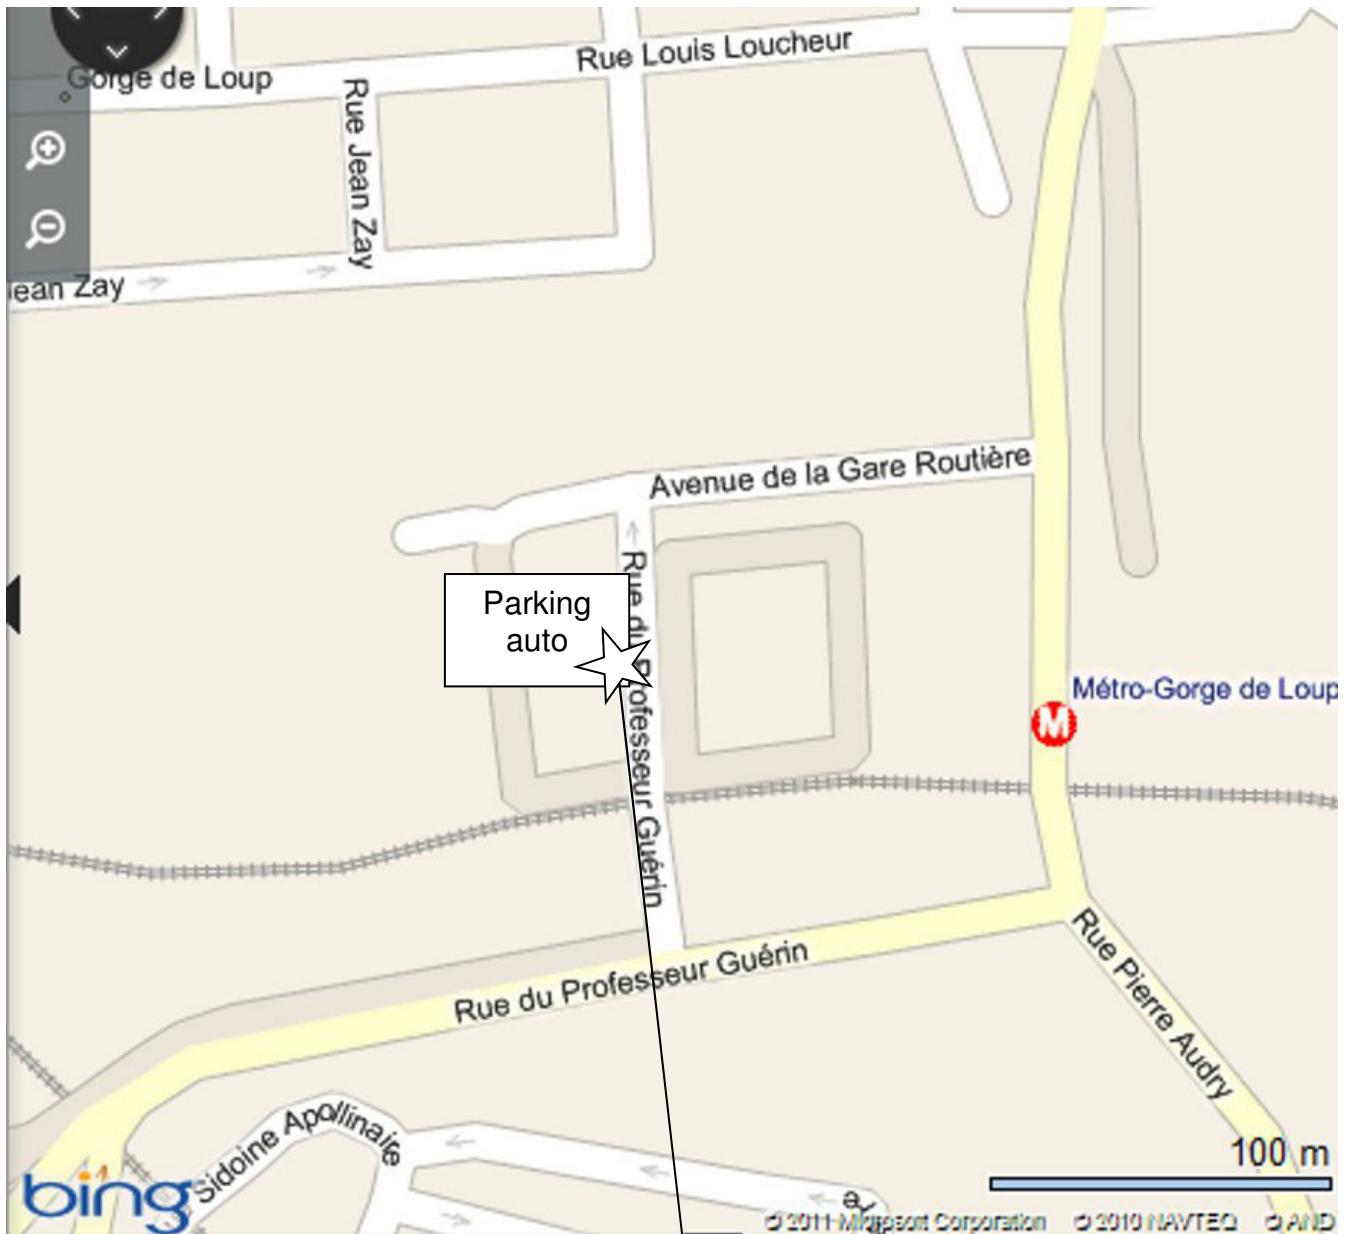 Rue Louis Loucheur
Gorge de Loup
Rue Jean Zay
ean Zay
Avenue de la Gare Routière
Rue du Professeur Guérin
Parking
auto
Métro-Gorge de Loup
M
Rue du Professeur Guérin
Rue Pierre Audry
Sidoine Apollinaire
100 m
bing
re
© 2011 Microsoft Corporation © 2010 NAVTEQ © AND